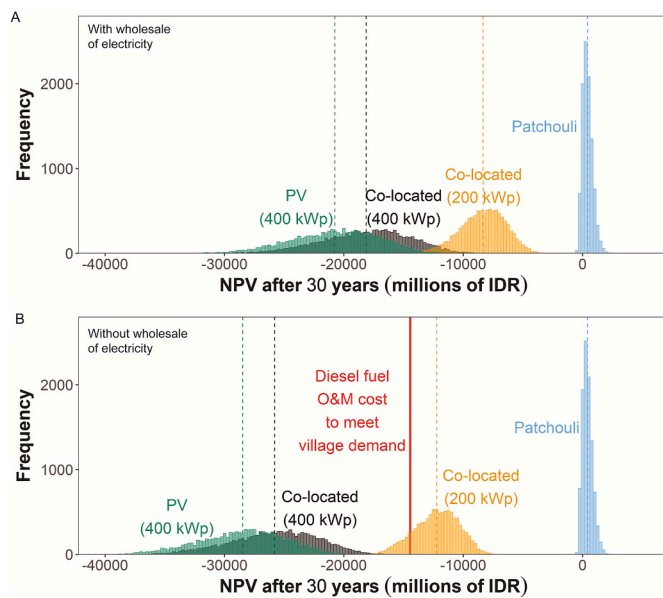 A
With wholesale
of electricity
Frequency
2000
1000
0
Patchouli
Co-located
(200 kWp)
PV
(400 kWp)
Co-located
(400 kWp)
-40000 -30000 -20000 -10000 0
NPV after 30 years (millions of IDR)
B
Without wholesale
of electricity
Frequency
2000
1000
0
Diesel fuel
O&M cost
to meet
village demand
Patchouli
Co-located
(200 kWp)
PV
(400 kWp)
Co-located
(400 kWp)
-40000 -30000 -20000 -10000 0
NPV after 30 years (millions of IDR)